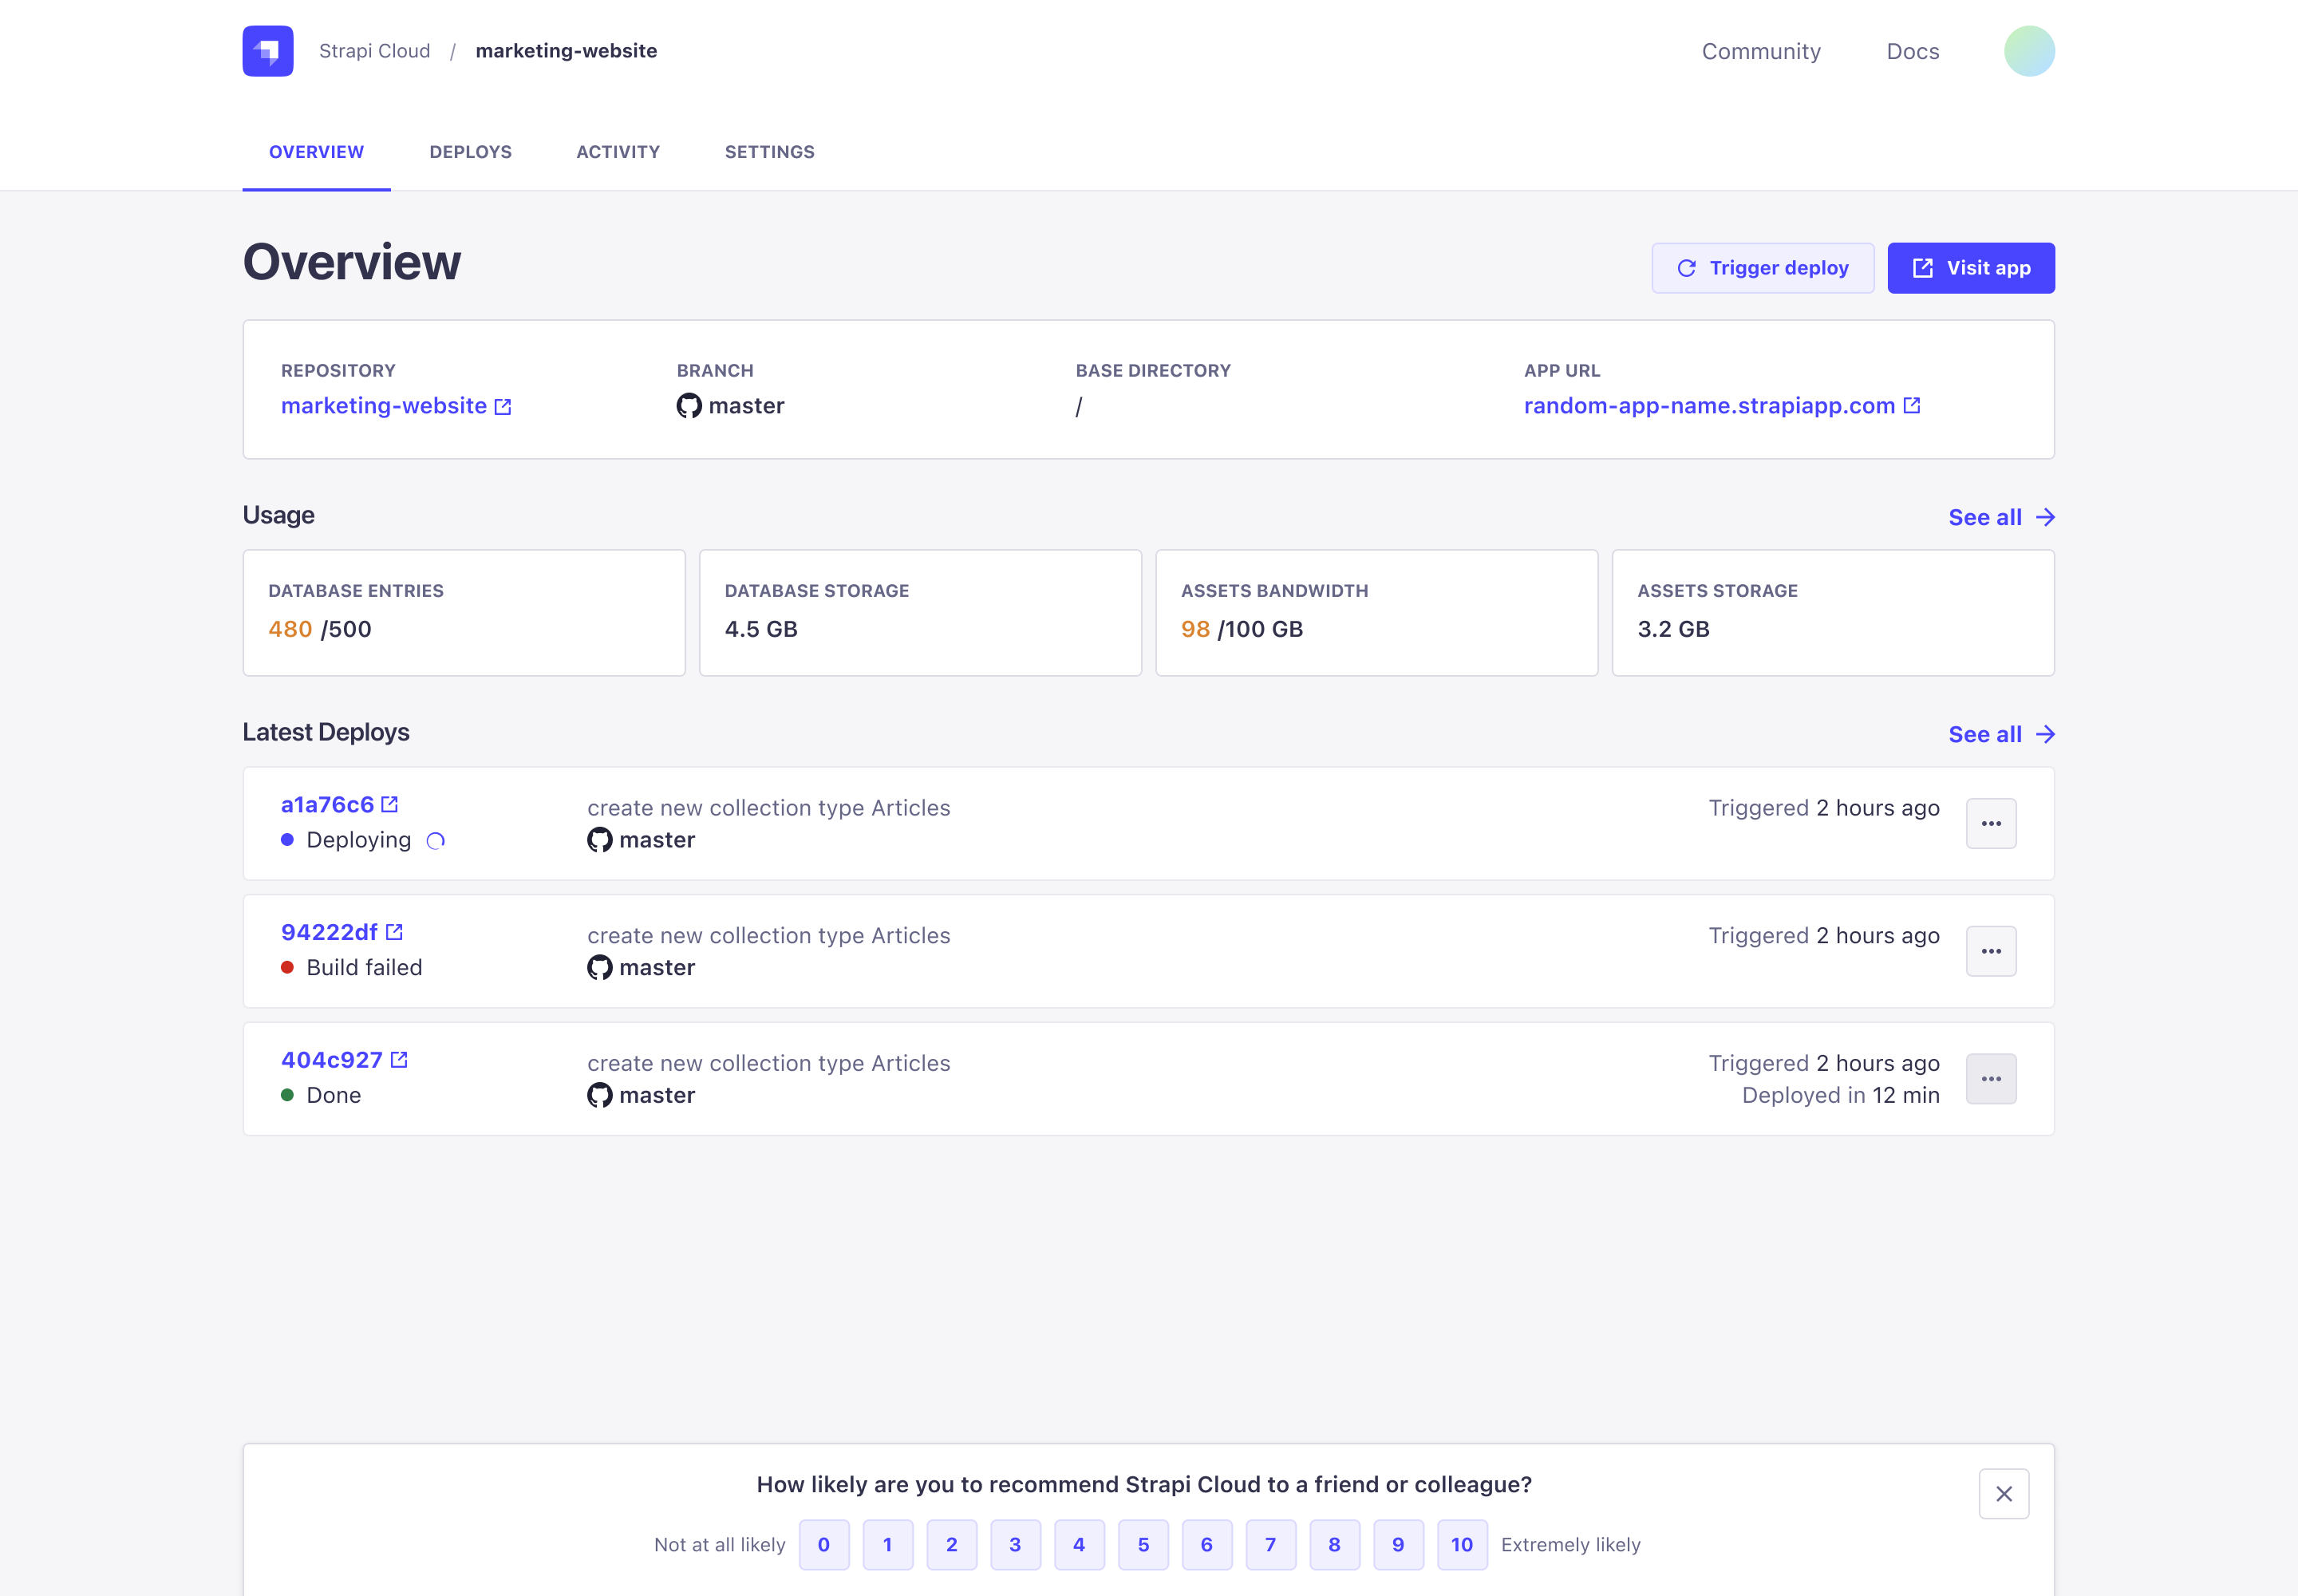 Strapi Cloud / marketing-website
Community
Docs
OVERVIEW
DEPLOYS
ACTIVITY
SETTINGS
Overview
Trigger deploy
Visit app
REPOSITORY
marketing-website
BRANCH
master
BASE DIRECTORY
/
APP URL
random-app-name.strapiapp.com
Usage
See all
DATABASE ENTRIES
480 /500
DATABASE STORAGE
4.5 GB
ASSETS BANDWIDTH
98 /100 GB
ASSETS STORAGE
3.2 GB
Latest Deploys
See all
a1a76c6
Deploying
create new collection type Articles
master
Triggered 2 hours ago
94222df
Build failed
create new collection type Articles
master
Triggered 2 hours ago
404c927
Done
create new collection type Articles
master
Triggered 2 hours ago
Deployed in 12 min
How likely are you to recommend Strapi Cloud to a friend or colleague?
Not at all likely 0 1 2 3 4 5 6 7 8 9 10 Extremely likely